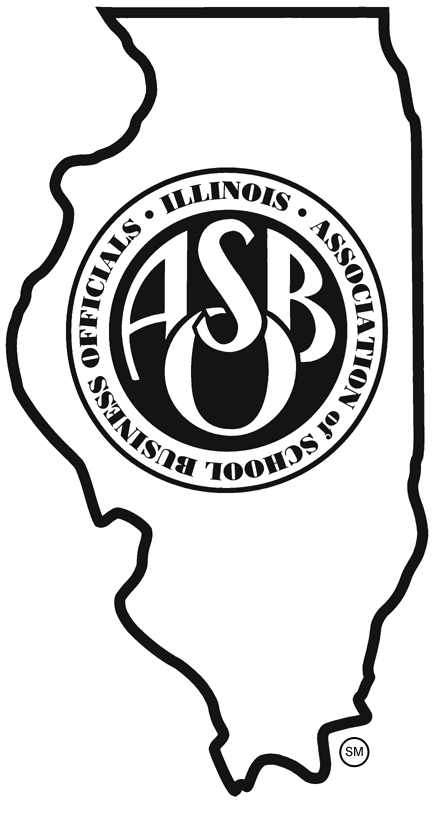 • ILLINOIS • ASSOCIATION of SCHOOL BUSINESS OFFICIALS
ASBO
SM